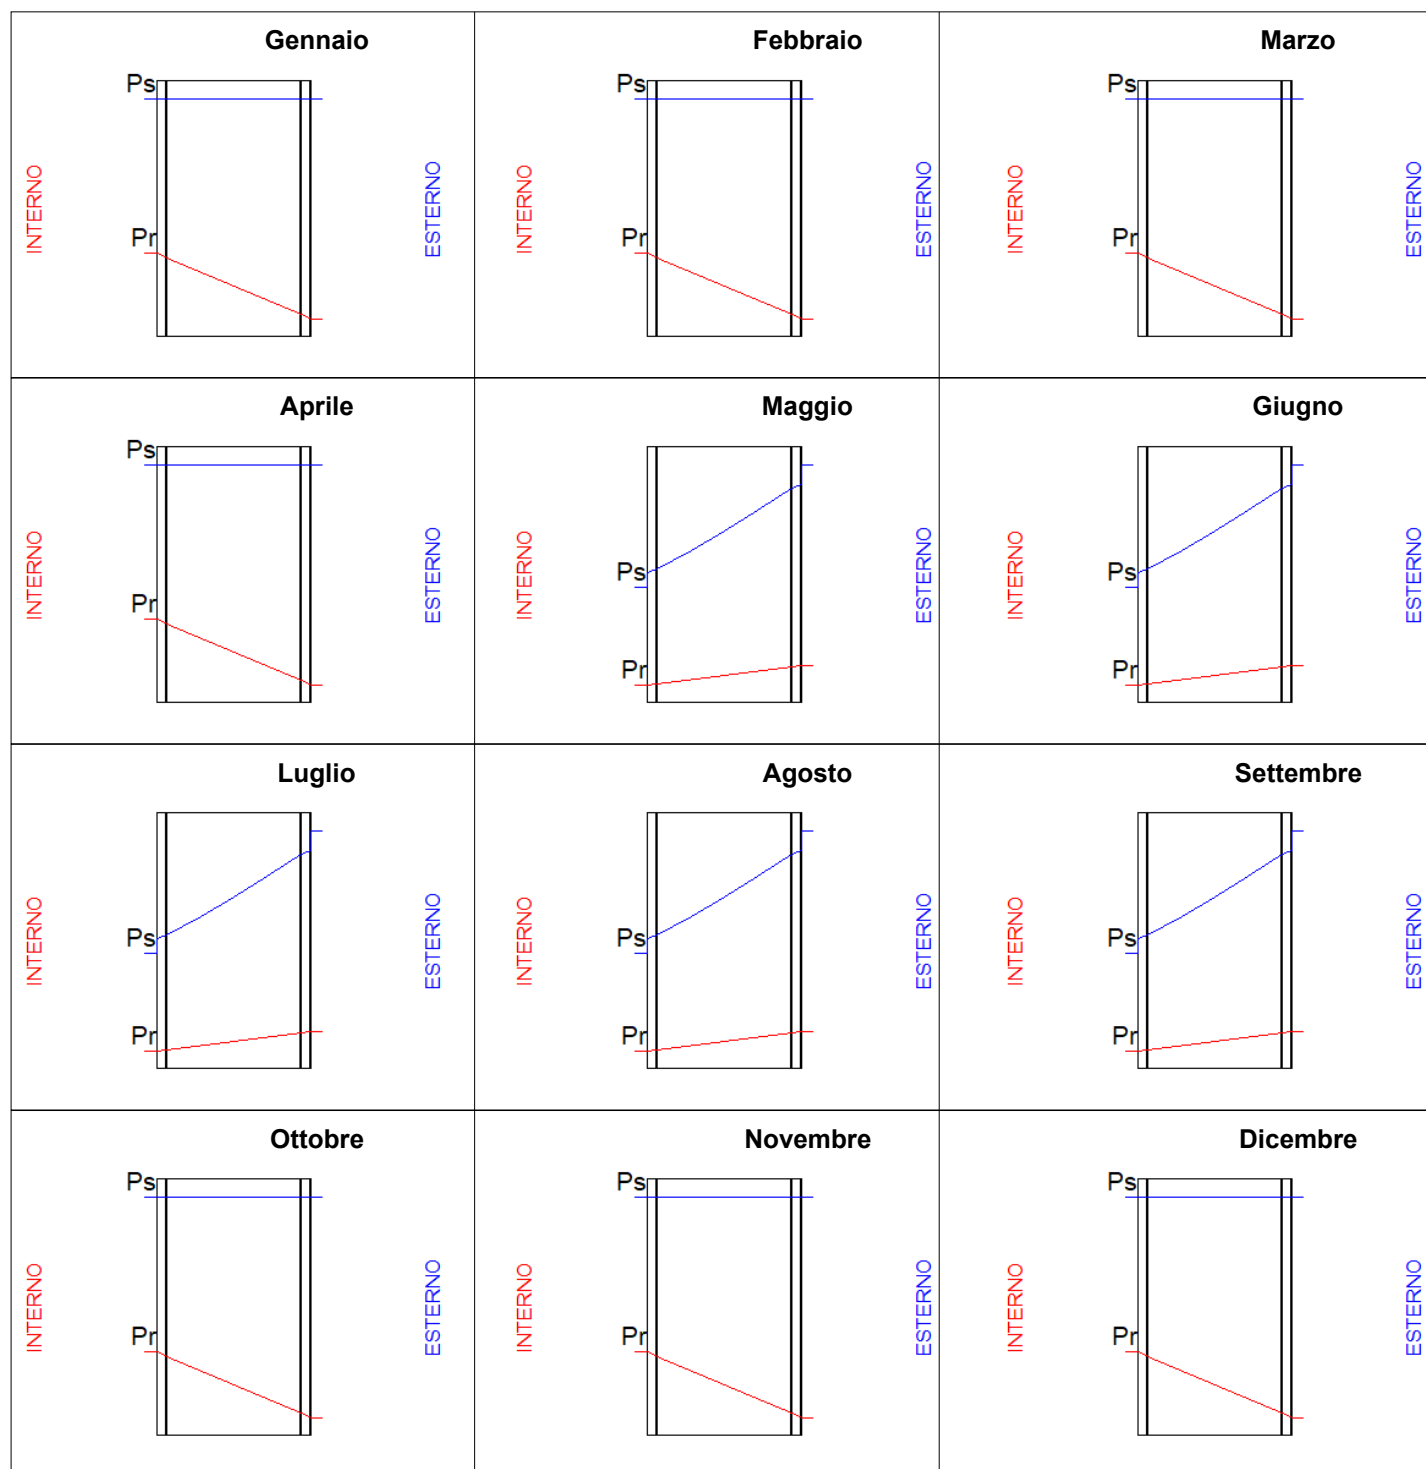 Gennaio
Ps
Pr
INTERNO
ESTERNO
Febbraio
Ps
Pr
INTERNO
ESTERNO
Marzo
Ps
Pr
INTERNO
ESTERNO
Aprile
Ps
Pr
INTERNO
ESTERNO
Maggio
Ps
Pr
INTERNO
ESTERNO
Giugno
Ps
Pr
INTERNO
ESTERNO
Luglio
Ps
Pr
INTERNO
ESTERNO
Agosto
Ps
Pr
INTERNO
ESTERNO
Settembre
Ps
Pr
INTERNO
ESTERNO
Ottobre
Ps
Pr
INTERNO
ESTERNO
Novembre
Ps
Pr
INTERNO
ESTERNO
Dicembre
Ps
Pr
INTERNO
ESTERNO